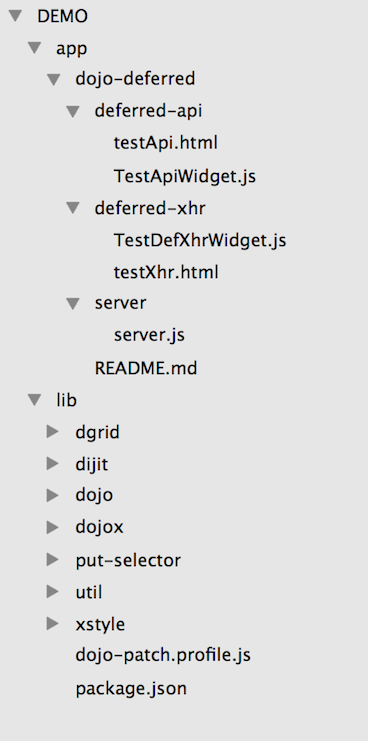 DEMO
app
dojo-deferred
deferred-api
testApi.html
TestApiWidget.js
deferred-xhr
TestDefXhrWidget.js
testXhr.html
server
server.js
README.md
lib
dgrid
dijit
dojo
dojox
put-selector
util
xstyle
dojo-patch.profile.js
package.json